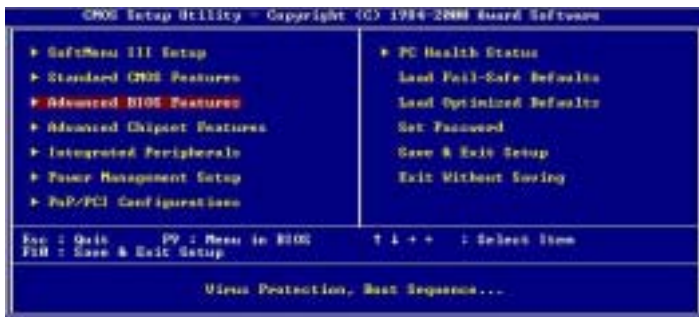 CMOS Setup Utility - Copyright (C) 1984-2000 Award Software
SoftMenu III Setup
Standard CMOS Features
Advanced BIOS Features
Advanced Chipset Features
Integrated Peripherals
Power Management Setup
PnP/PCI Configurations
PC Health Status
Load Fail-Safe Defaults
Load Optimized Defaults
Set Password
Save & Exit Setup
Exit Without Saving
Esc : Quit F9 : Menu in BIOS ↑ ↓ → ← : Select Item
F10 : Save & Exit Setup
Virus Protection, Boot Sequence...